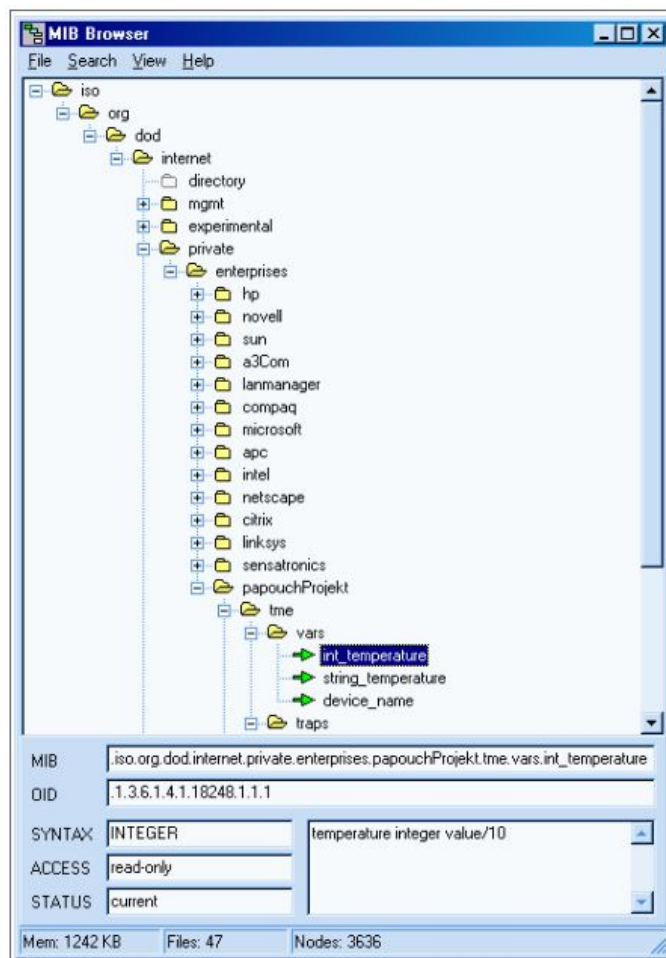 MIB Browser
File Search View Help
iso
org
dod
internet
directory
mgmt
experimental
private
enterprises
hp
novell
sun
a3Com
lanmanager
compaq
microsoft
apc
intel
netscape
citrix
linksys
sensatronics
papouchProjekt
tme
vars
int_temperature
string_temperature
device_name
traps
MIB .iso.org.dod.internet.private.enterprises.papouchProjekt.tme.vars.int_temperature
OID .1.3.6.1.4.1.18248.1.1.1
SYNTAX INTEGER temperature integer value/10
ACCESS read-only
STATUS current
Mem: 1242 KB Files: 47 Nodes: 3636